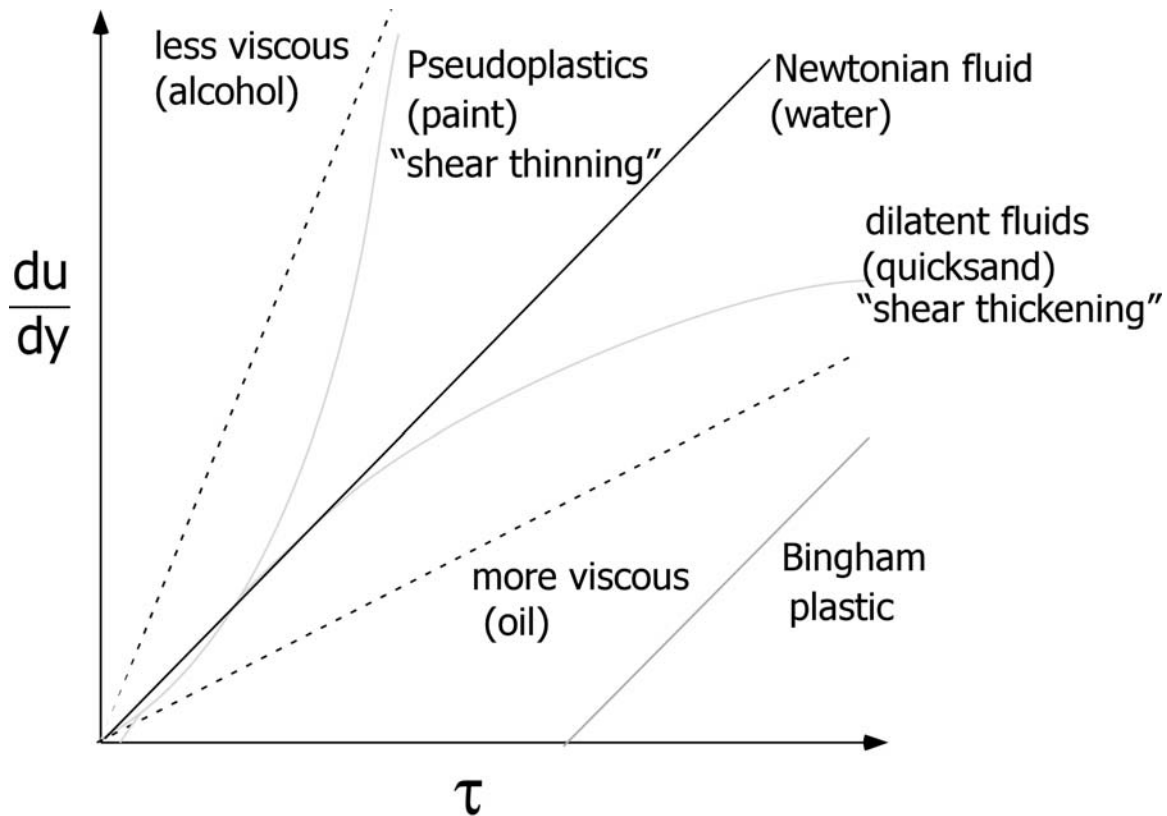 less viscous
(alcohol)
Pseudoplastics
(paint)
“shear thinning”
Newtonian fluid
(water)
dilatent fluids
(quicksand)
“shear thickening”
du
dy
more viscous
(oil)
Bingham
plastic
τ